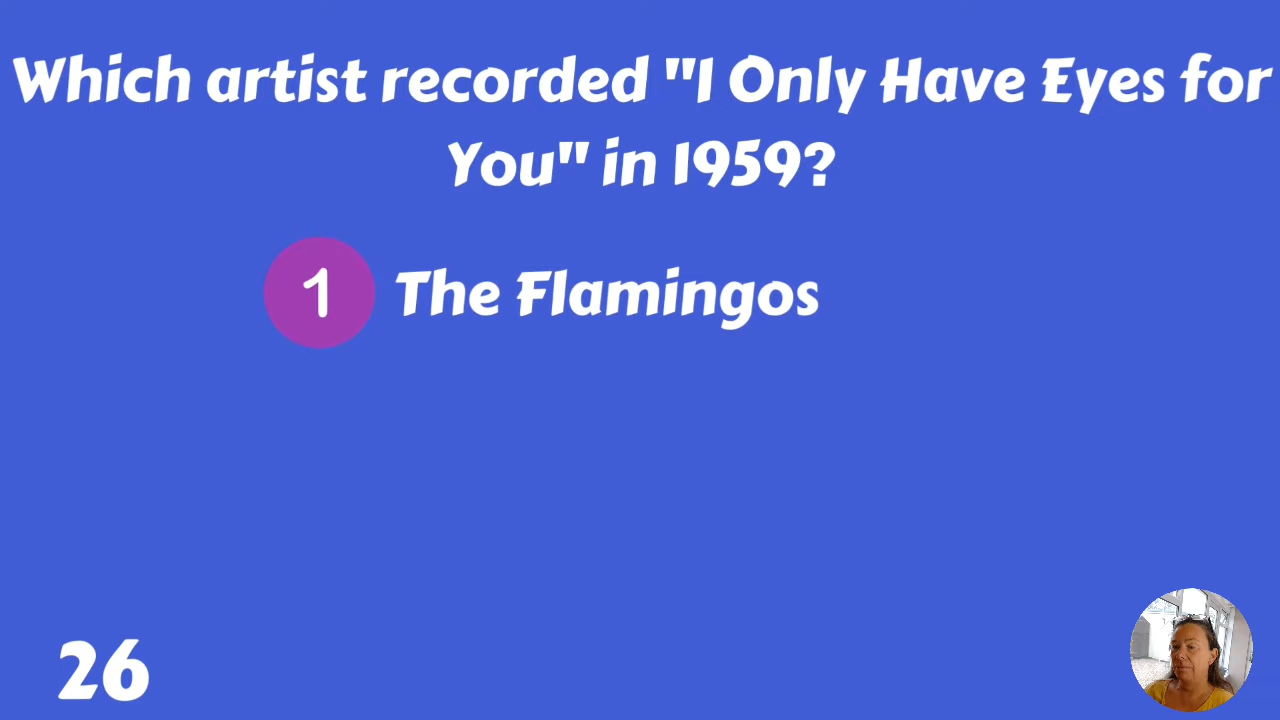 Which artist recorded "I Only Have Eyes for
You" in 1959?
1 The Flamingos
26